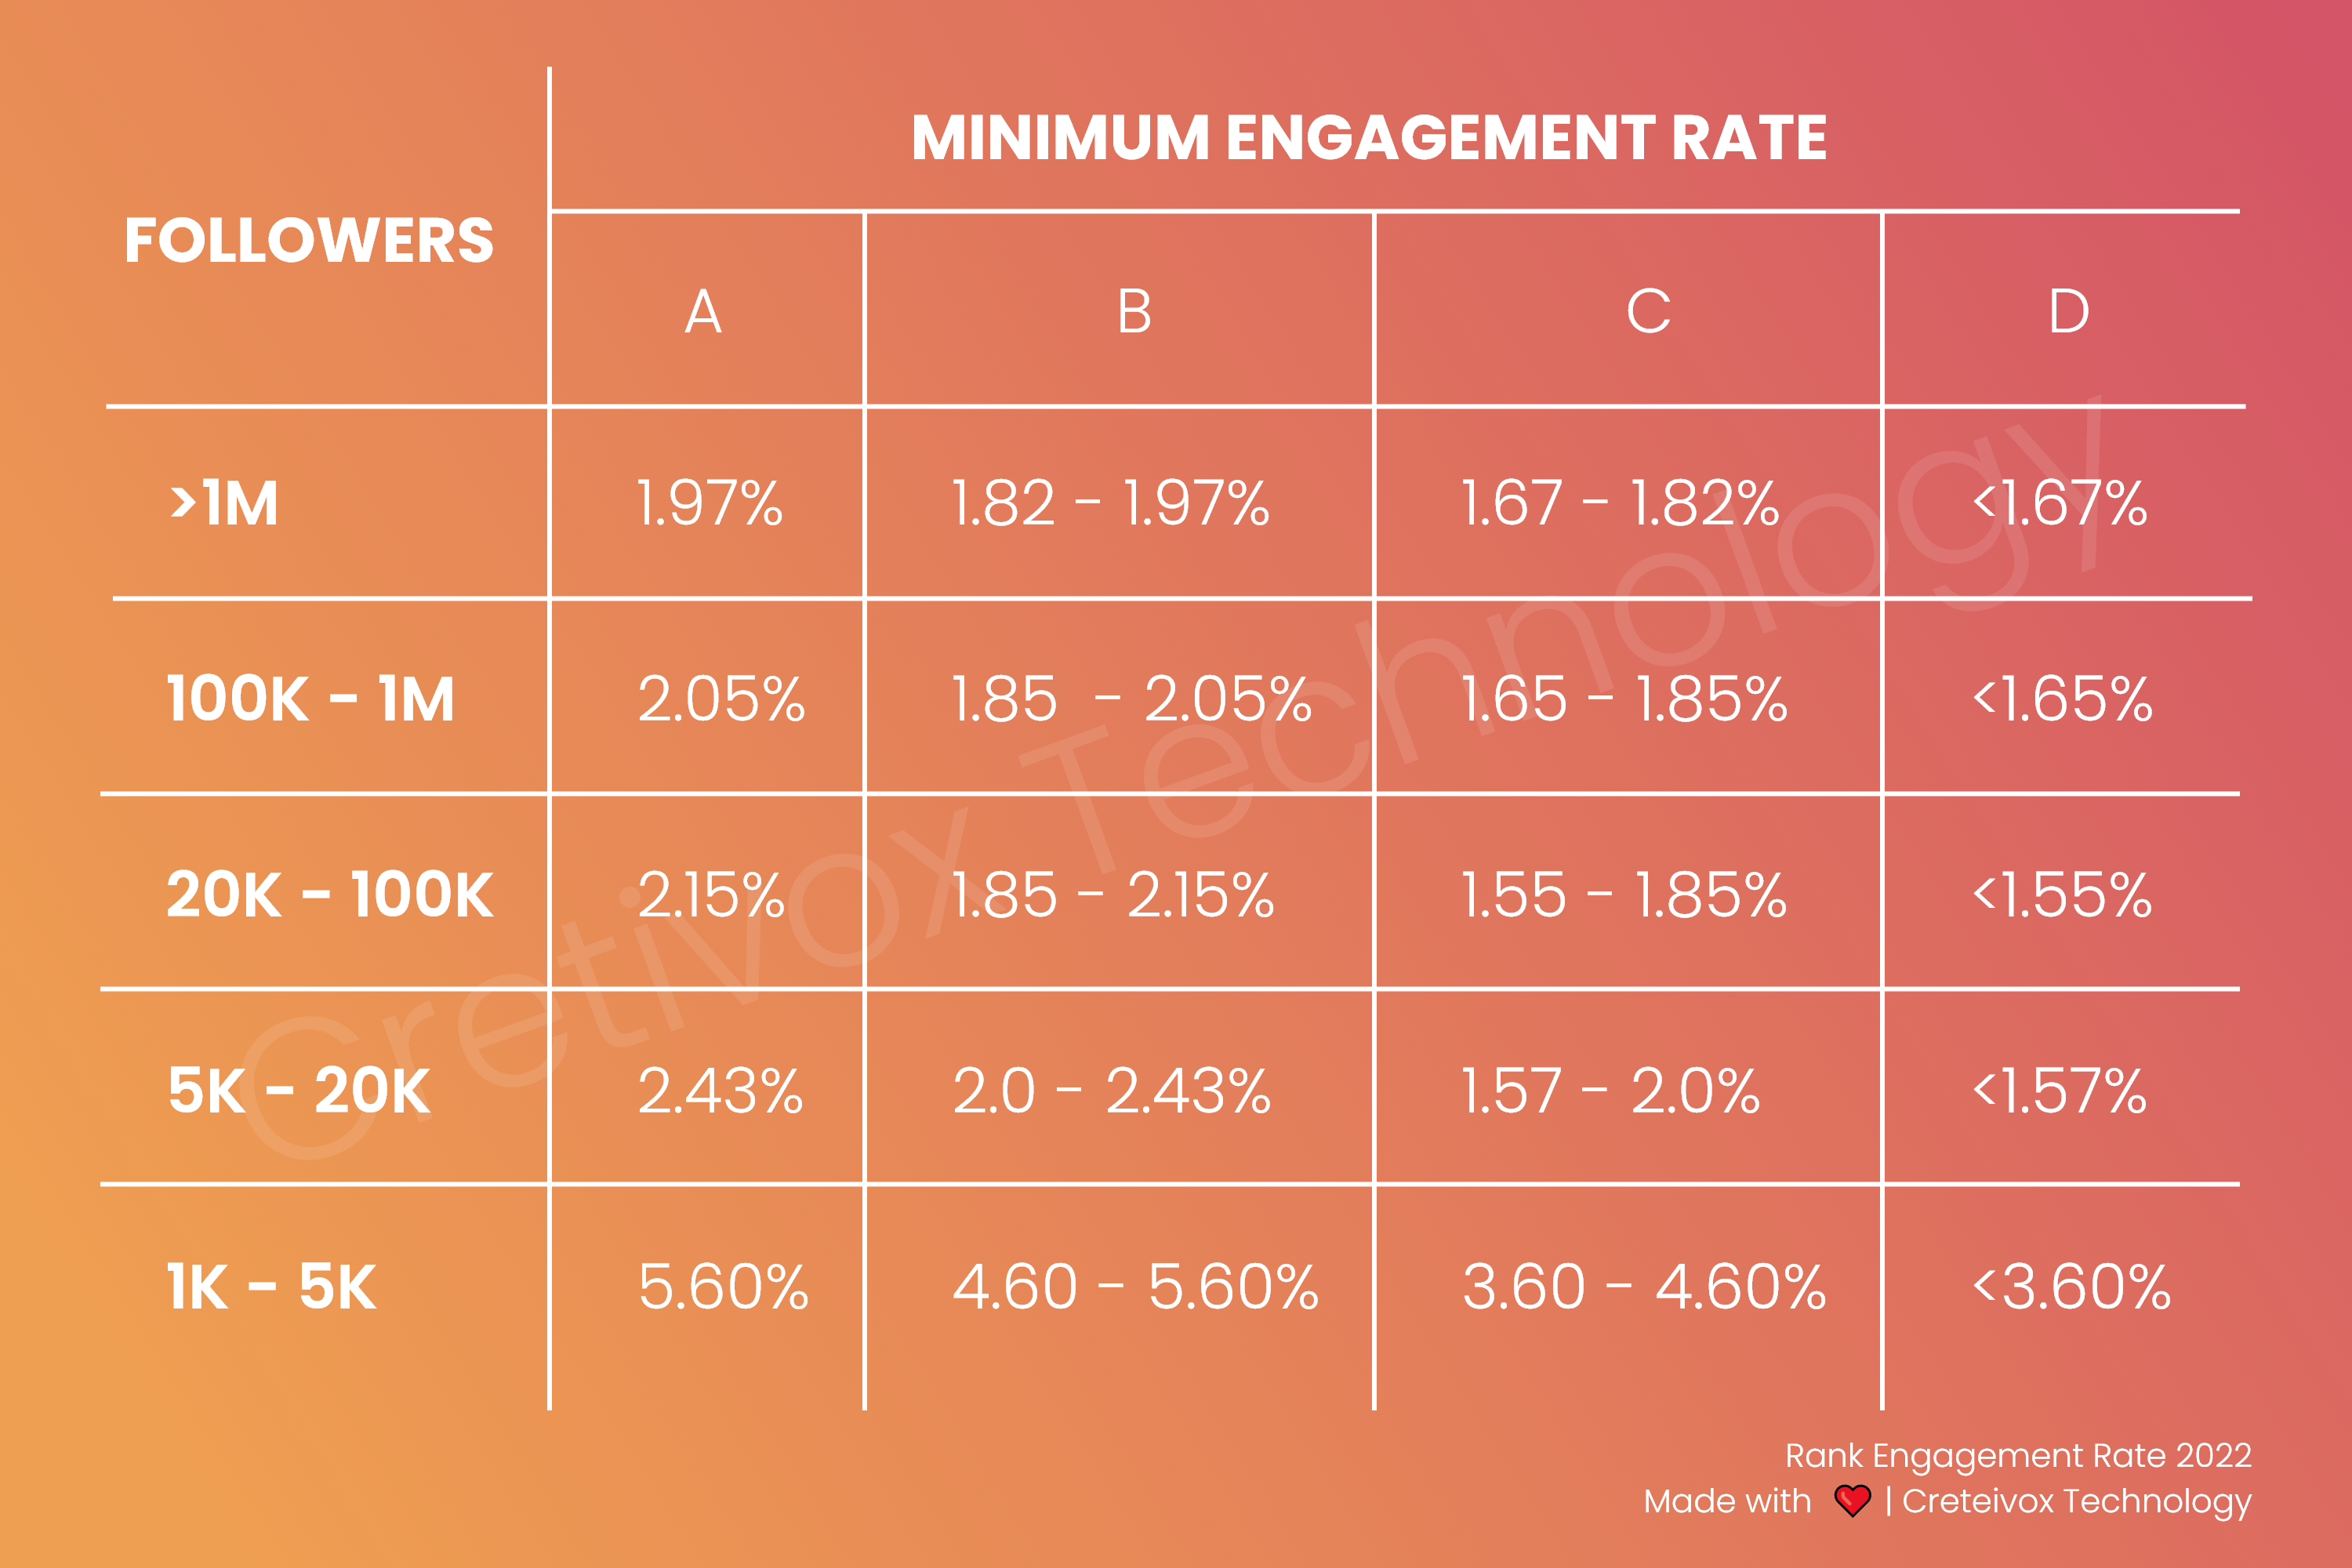 MINIMUM ENGAGEMENT RATE
FOLLOWERS
A B C D
>1M 1.97% 1.82 - 1.97% 1.67 - 1.82% <1.67%
100K - 1M 2.05% 1.85 - 2.05% 1.65 - 1.85% <1.65%
20K - 100K 2.15% 1.85 - 2.15% 1.55 - 1.85% <1.55%
5K - 20K 2.43% 2.0 - 2.43% 1.57 - 2.0% <1.57%
1K - 5K 5.60% 4.60 - 5.60% 3.60 - 4.60% <3.60%
Cretivox Technology
Rank Engagement Rate 2022
Made with ❤ | Creteivox Technology